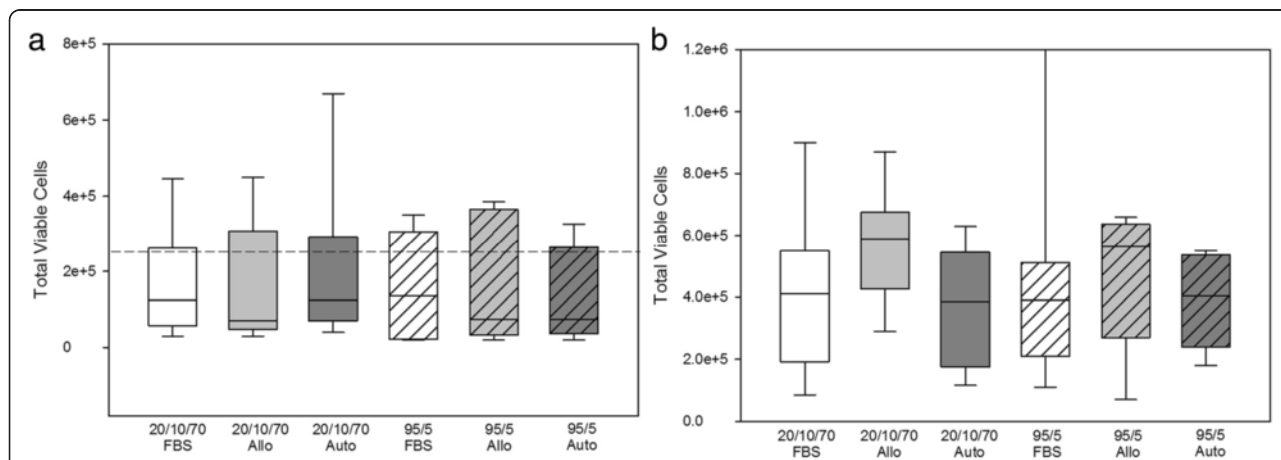 a
8e+5
6e+5
4e+5
2e+5
0
Total Viable Cells
20/10/70 FBS
20/10/70 Allo
20/10/70 Auto
95/5 FBS
95/5 Allo
95/5 Auto
b
1.2e+6
1.0e+6
8.0e+5
6.0e+5
4.0e+5
2.0e+5
0.0
Total Viable Cells
20/10/70 FBS
20/10/70 Allo
20/10/70 Auto
95/5 FBS
95/5 Allo
95/5 Auto